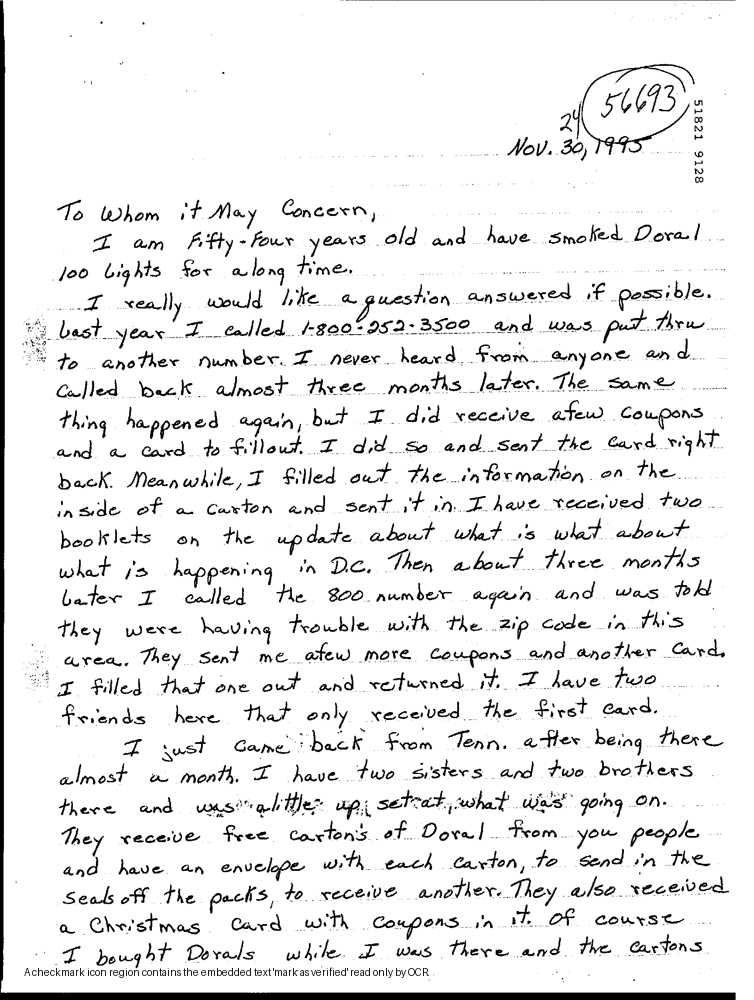 56693
24
Nov. 30, 1995
51821 9128
To Whom it May Concern,
I am Fifty-Four years old and have smoked Doral
100 Lights for a long time.
I really would like a question answered if possible.
Last year I called 1-800-252-3500 and was put thru
to another number. I never heard from anyone and
Called back almost three months later. The same
thing happened again, but I did receive afew coupons
and a card to fillout. I did so and sent the card right
back. Meanwhile, I filled out the information on the
inside of a carton and sent it in. I have received two
booklets on the update about what is what about
what is happening in D.C. Then about three months
Later I called the 800 number again and was told
they were having trouble with the zip code in this
area. They sent me afew more coupons and another Card.
I filled that one out and returned it. I have two
friends here that only received the first card.
I just came back from Tenn. after being there
almost a month. I have two sisters and two brothers
there and was alittle up setat, what was going on.
They receive free carton's of Doral from you people
and have an envelope with each carton, to send in the
seals off the packs, to receive another. They also received
a Christmas Card with coupons in it. Of course
I bought Dorals while I was there and the cartons
A checkmark icon region contains the embedded text 'mark as verified' read only by OCR